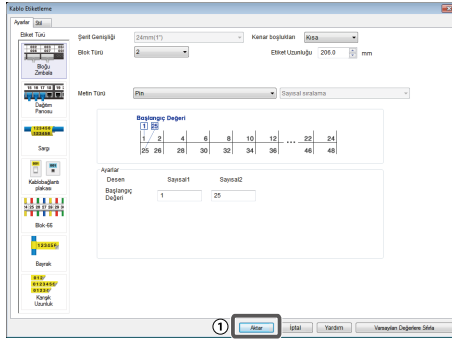 Kablo Etiketleme
Ayarlar Stil
Etiket Türü
Bloğu
Zımbala
Dağıtım
Panosu
Sargı
Kablobağlantı
plakası
Blok-66
Bayrak
Karışık
Uzunluk
Şerit Genişliği 24mm(1") Kenar boşlukları Kısa
Blok Türü 2 Etiket Uzunluğu 206.0 mm
Metin Türü Pin Sayısal sıralama
Başlangıç Değeri
1 25
1 2 4 6 8 10 12 ... 22 24
25 26 28 30 32 34 36 46 48
Ayarlar
Desen Sayısal1 Sayısal2
Başlangıç
Değeri 1 25
1 Aktar İptal Yardım Varsayılan Değerlere Sıfırla